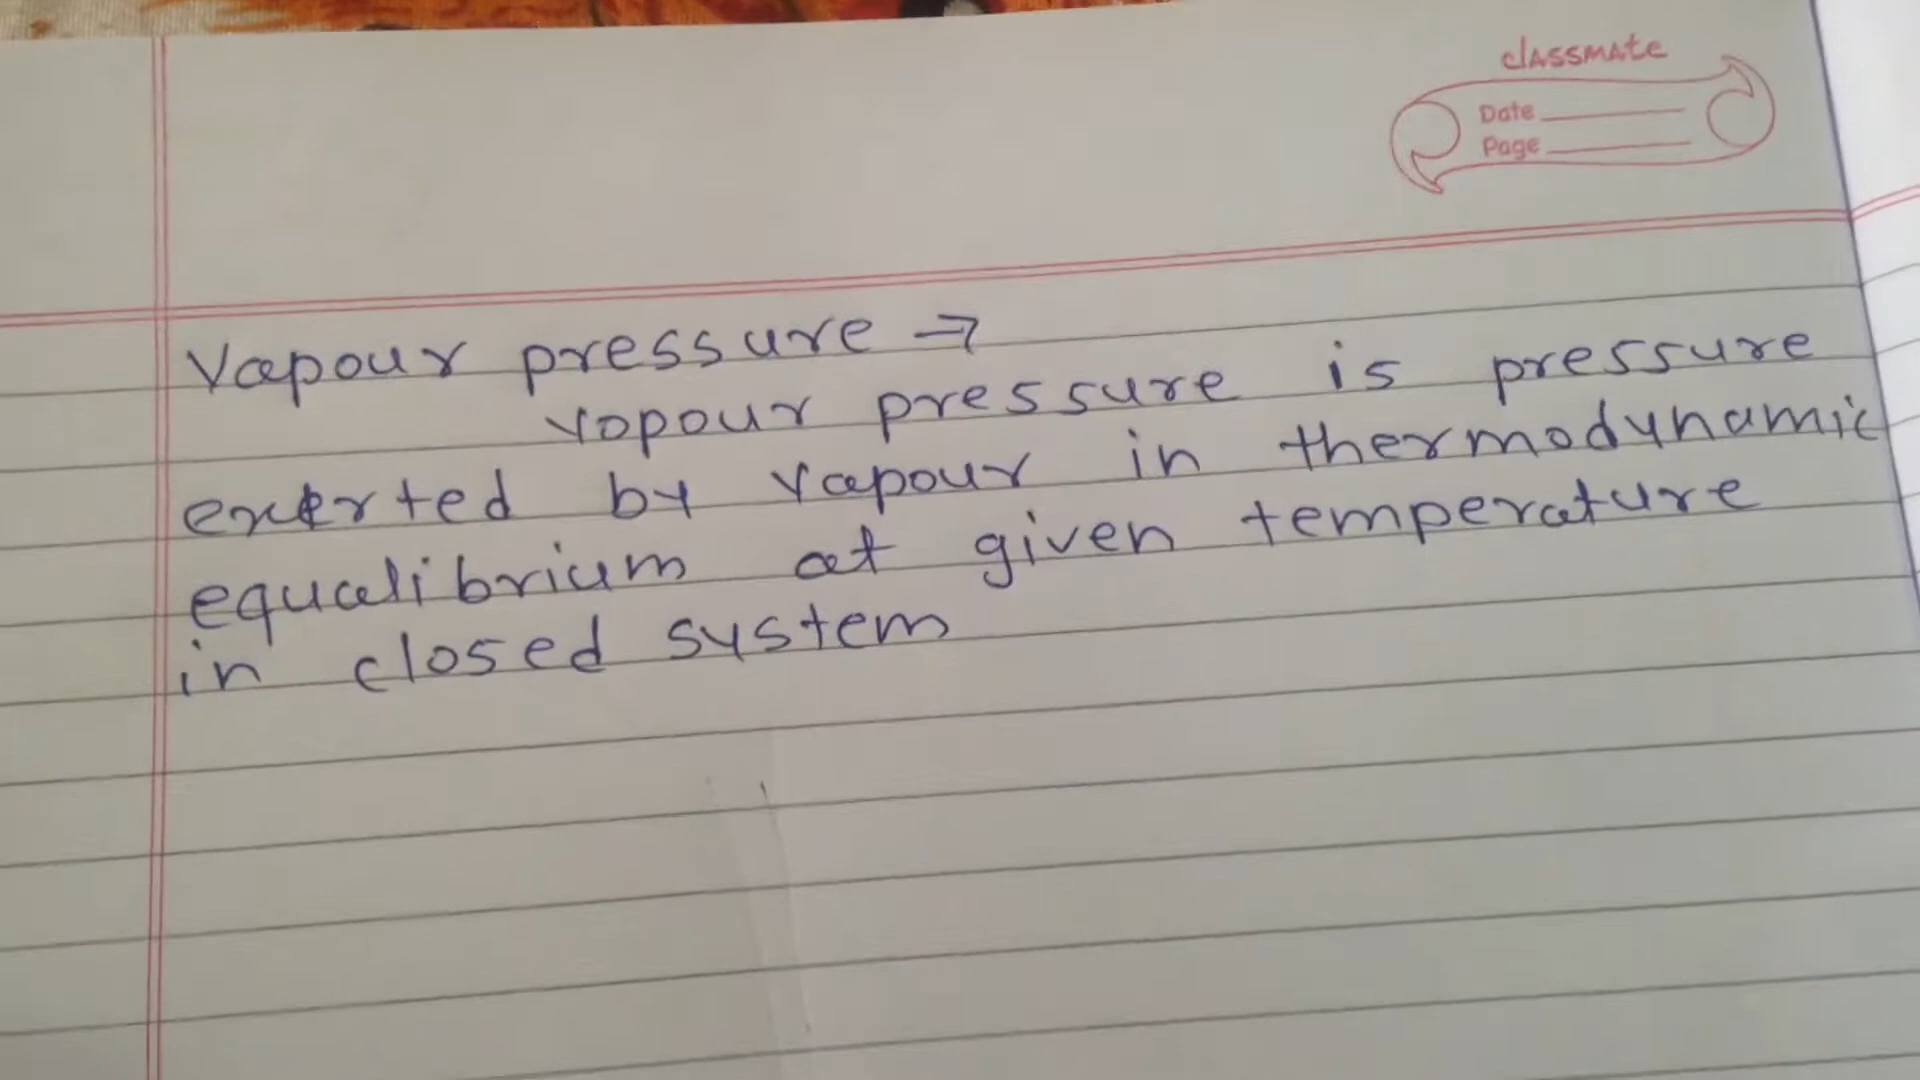 classmate
Date
Page
Vapour pressure →
Vopour pressure is pressure
exerted by vapour in thermodynamic
equalibrium at given temperature
in closed system